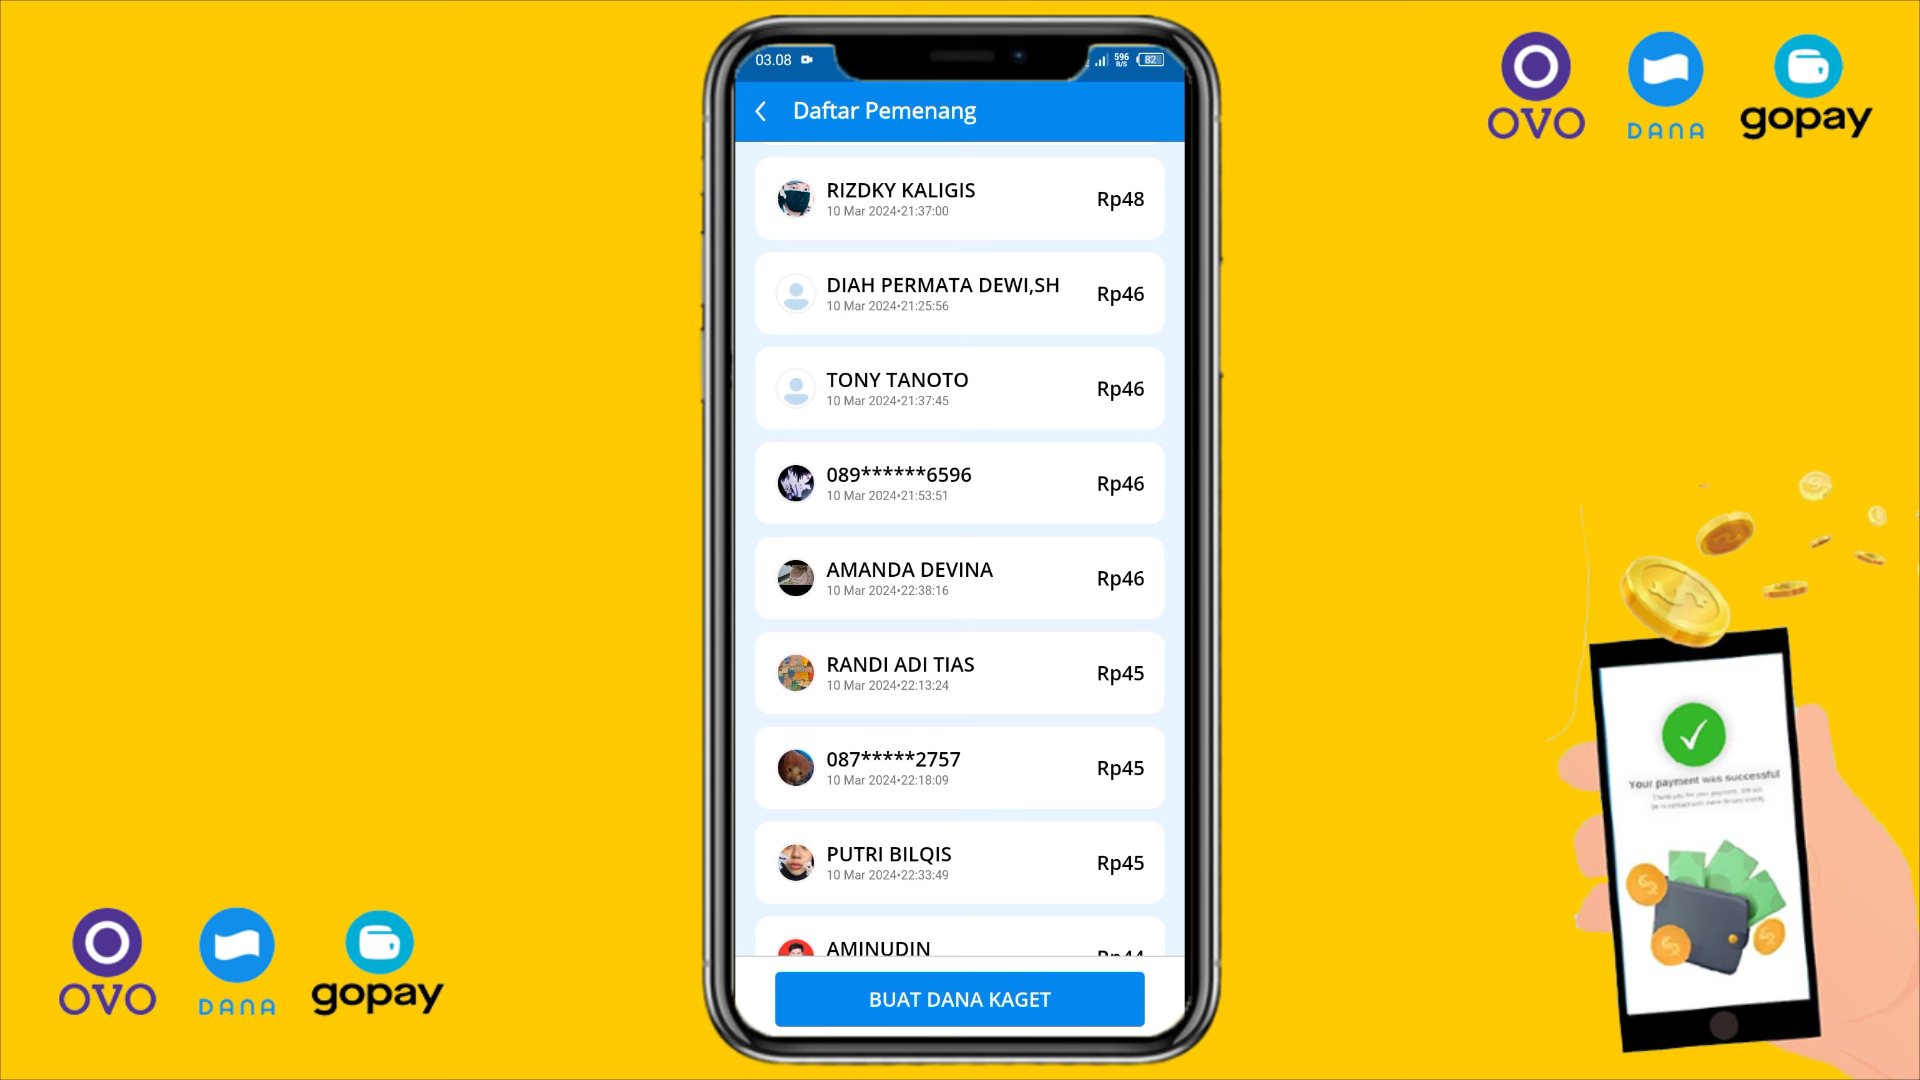 03.08
596
B/S
82
Daftar Pemenang
RIZDKY KALIGIS
10 Mar 2024•21:37:00
Rp48
DIAH PERMATA DEWI,SH
10 Mar 2024•21:25:56
Rp46
TONY TANOTO
10 Mar 2024•21:37:45
Rp46
089******6596
10 Mar 2024•21:53:51
Rp46
AMANDA DEVINA
10 Mar 2024•22:38:16
Rp46
RANDI ADI TIAS
10 Mar 2024•22:13:24
Rp45
087*****2757
10 Mar 2024•22:18:09
Rp45
PUTRI BILQIS
10 Mar 2024•22:33:49
Rp45
AMINUDIN
Rp44
BUAT DANA KAGET
OVO
DANA
gopay
OVO
DANA
gopay
Your payment was successful